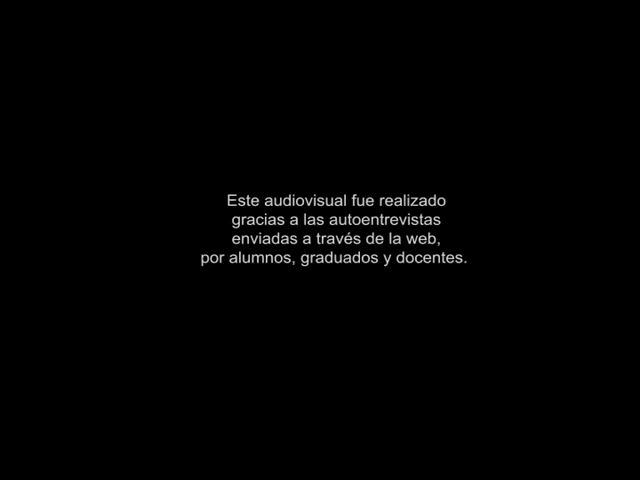 Este audiovisual fue realizado
gracias a las autoentrevistas
enviadas a través de la web,
por alumnos, graduados y docentes.